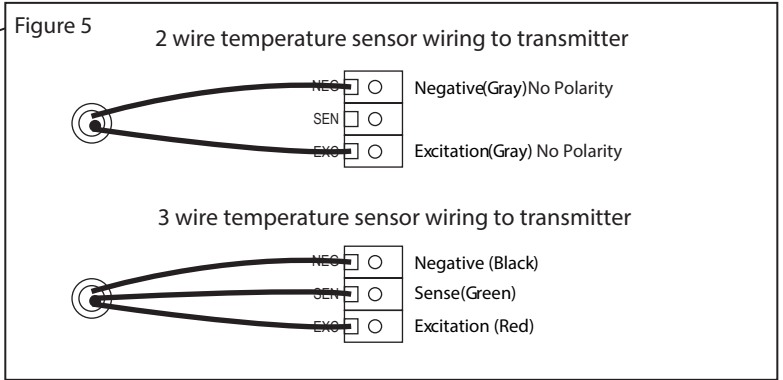 Figure 5
2 wire temperature sensor wiring to transmitter
NEG Negative(Gray)No Polarity
SEN
EXC Excitation(Gray) No Polarity
3 wire temperature sensor wiring to transmitter
NEG Negative (Black)
SEN Sense(Green)
EXC Excitation (Red)